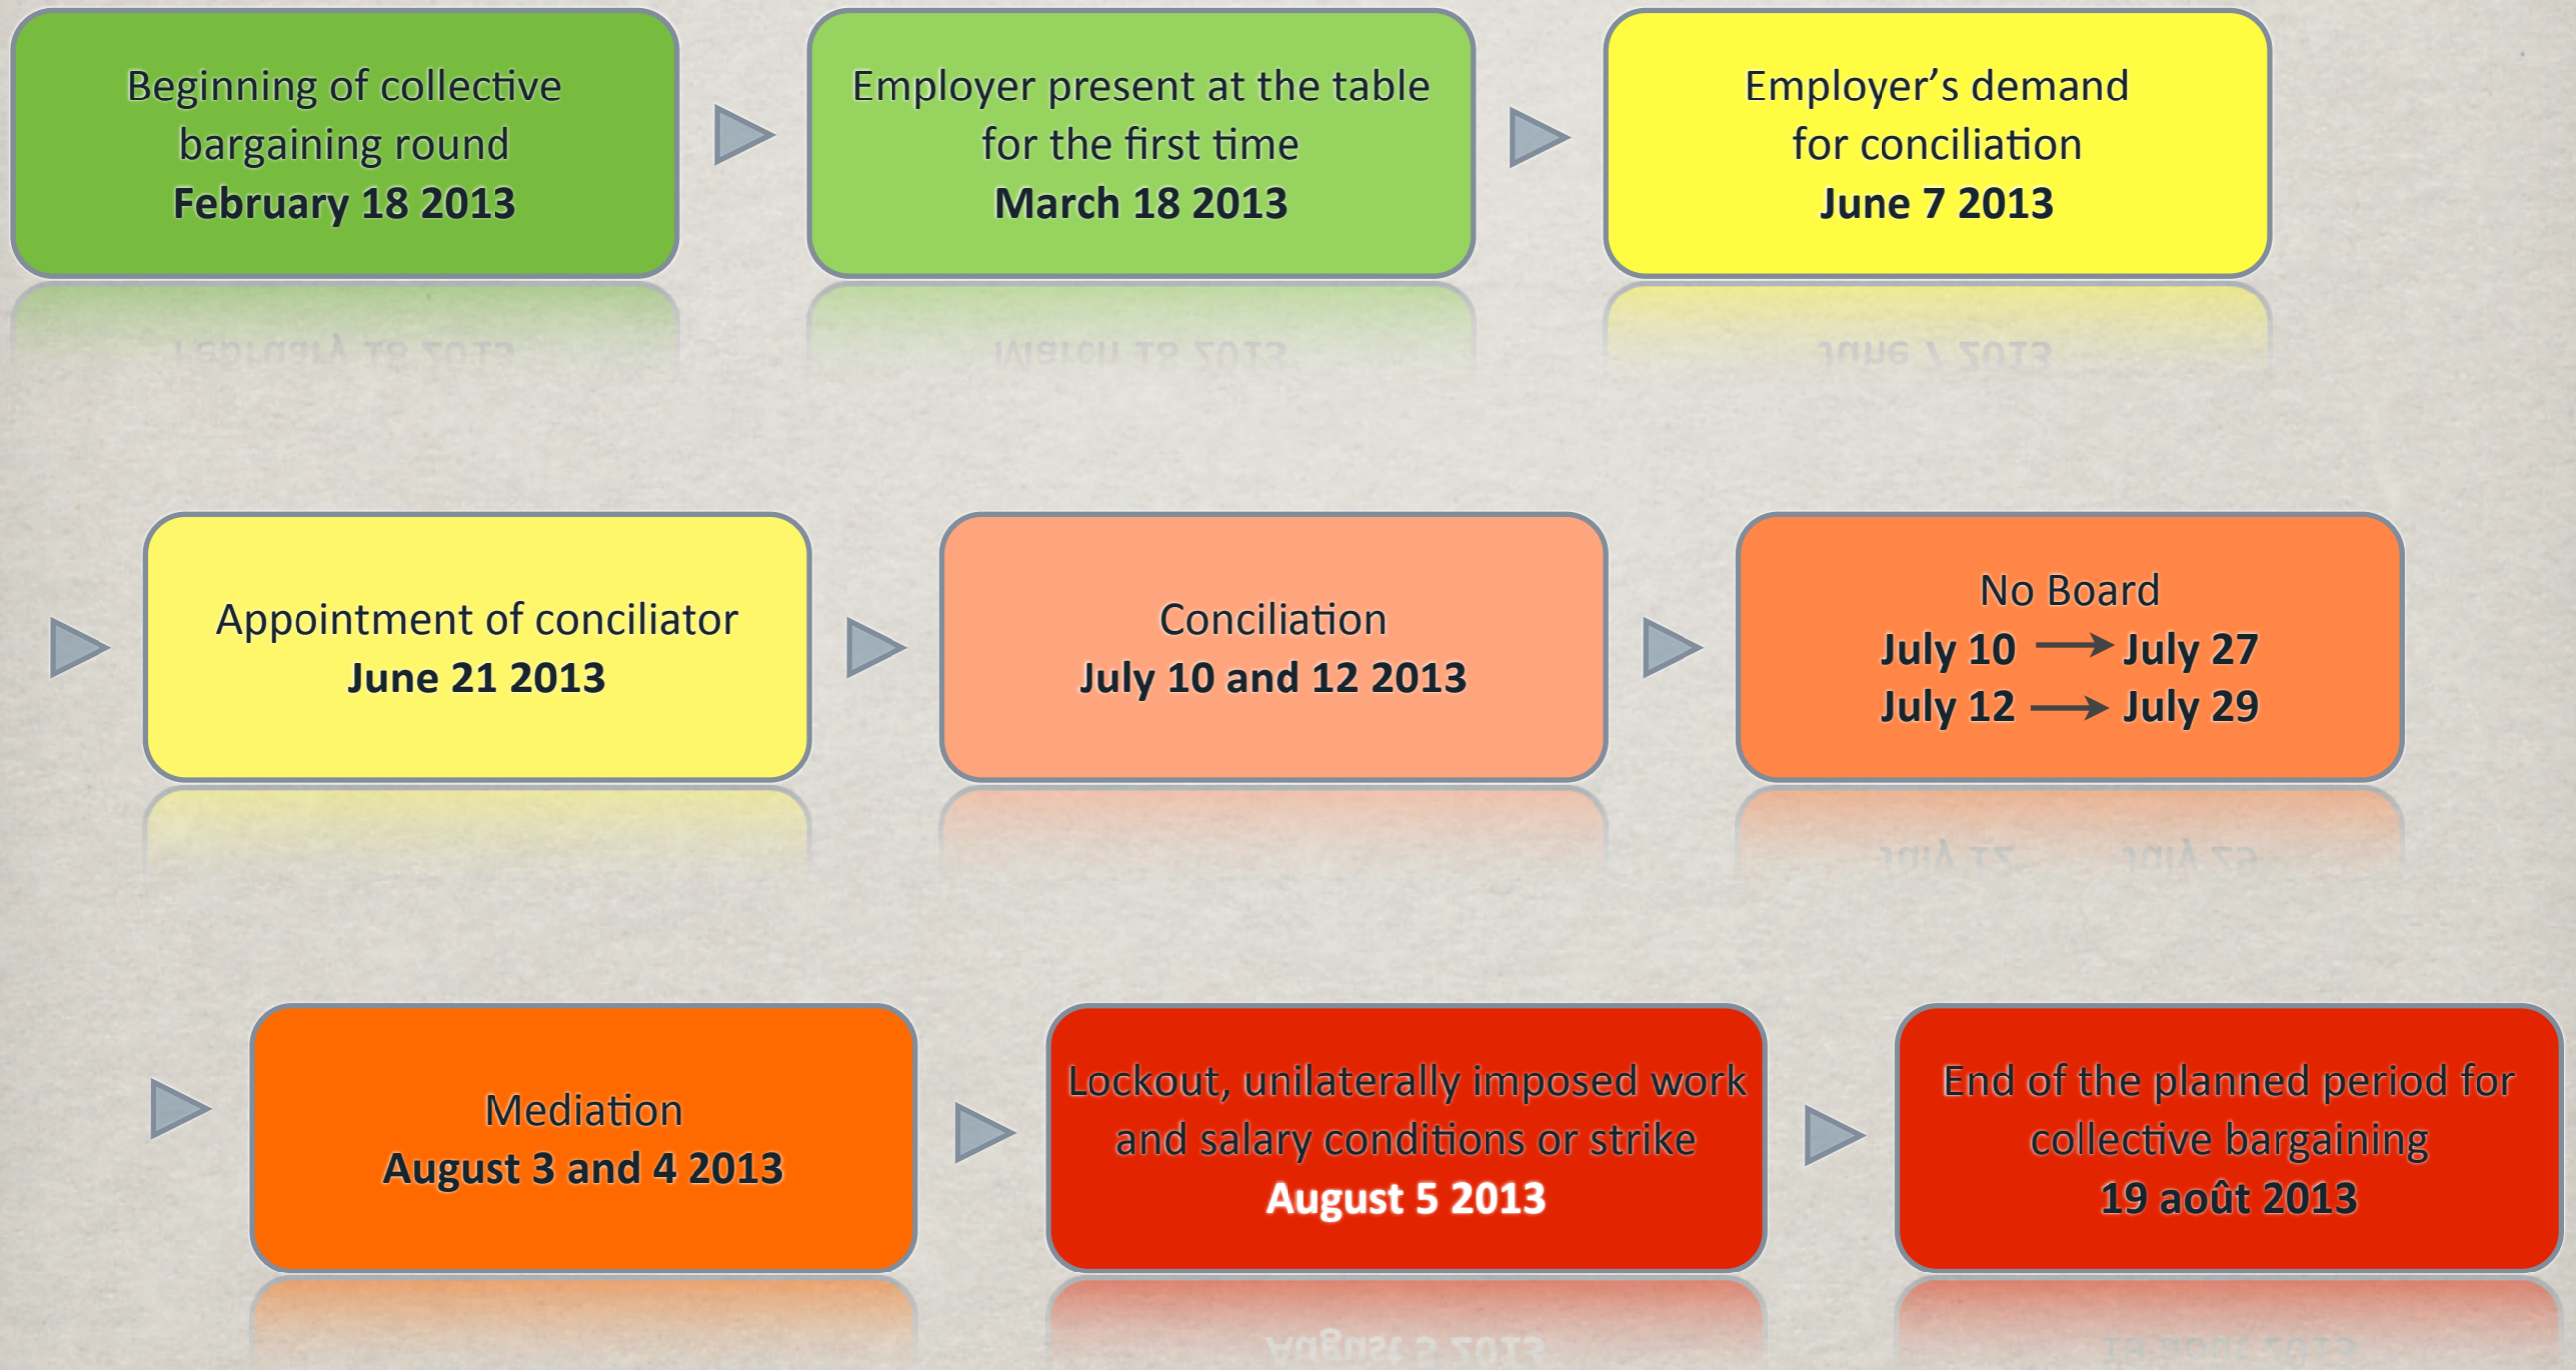 Beginning of collective
bargaining round
February 18 2013
Employer present at the table
for the first time
March 18 2013
Employer’s demand
for conciliation
June 7 2013
Appointment of conciliator
June 21 2013
Conciliation
July 10 and 12 2013
No Board
July 10 → July 27
July 12 → July 29
Mediation
August 3 and 4 2013
Lockout, unilaterally imposed work
and salary conditions or strike
August 5 2013
End of the planned period for
collective bargaining
19 août 2013